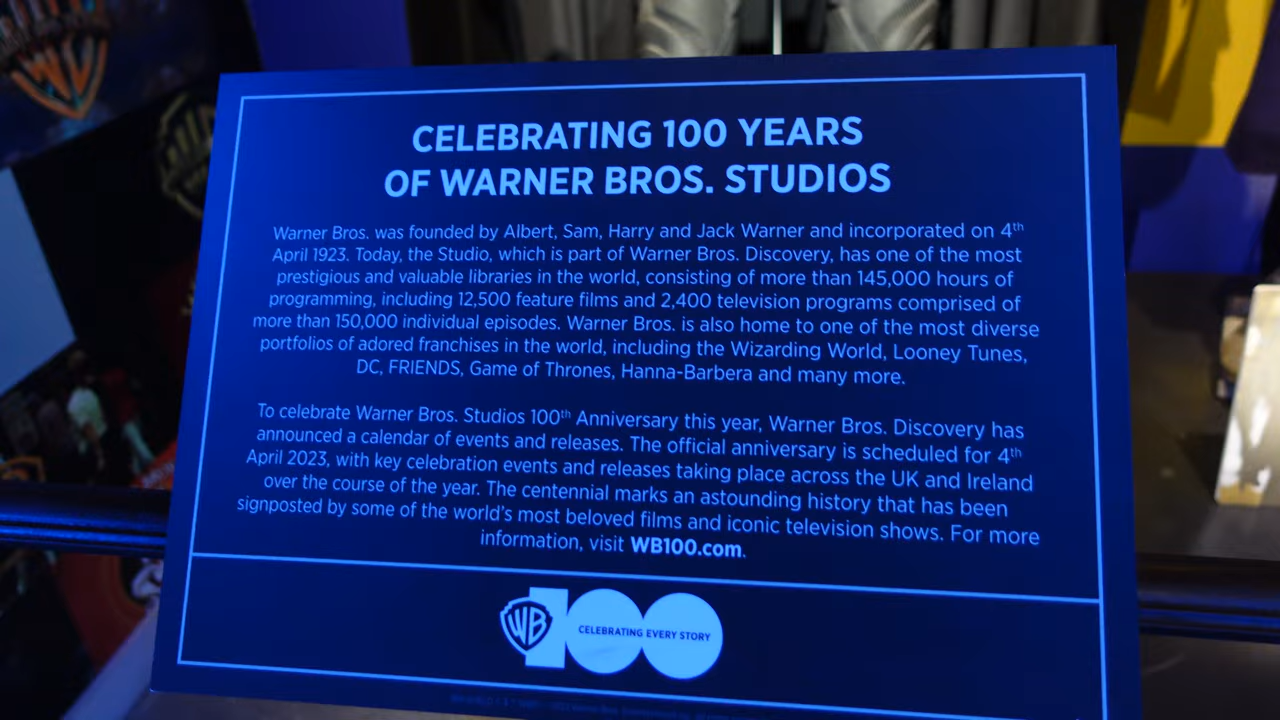 CELEBRATING 100 YEARS
OF WARNER BROS. STUDIOS
Warner Bros. was founded by Albert, Sam, Harry and Jack Warner and incorporated on 4th
April 1923. Today, the Studio, which is part of Warner Bros. Discovery, has one of the most
prestigious and valuable libraries in the world, consisting of more than 145,000 hours of
programming, including 12,500 feature films and 2,400 television programs comprised of
more than 150,000 individual episodes. Warner Bros. is also home to one of the most diverse
portfolios of adored franchises in the world, including the Wizarding World, Looney Tunes,
DC, FRIENDS, Game of Thrones, Hanna-Barbera and many more.
To celebrate Warner Bros. Studios 100th Anniversary this year, Warner Bros. Discovery has
announced a calendar of events and releases. The official anniversary is scheduled for 4th
April 2023, with key celebration events and releases taking place across the UK and Ireland
over the course of the year. The centennial marks an astounding history that has been
signposted by some of the world's most beloved films and iconic television shows. For more
information, visit WB100.com.
WB 100
CELEBRATING EVERY STORY